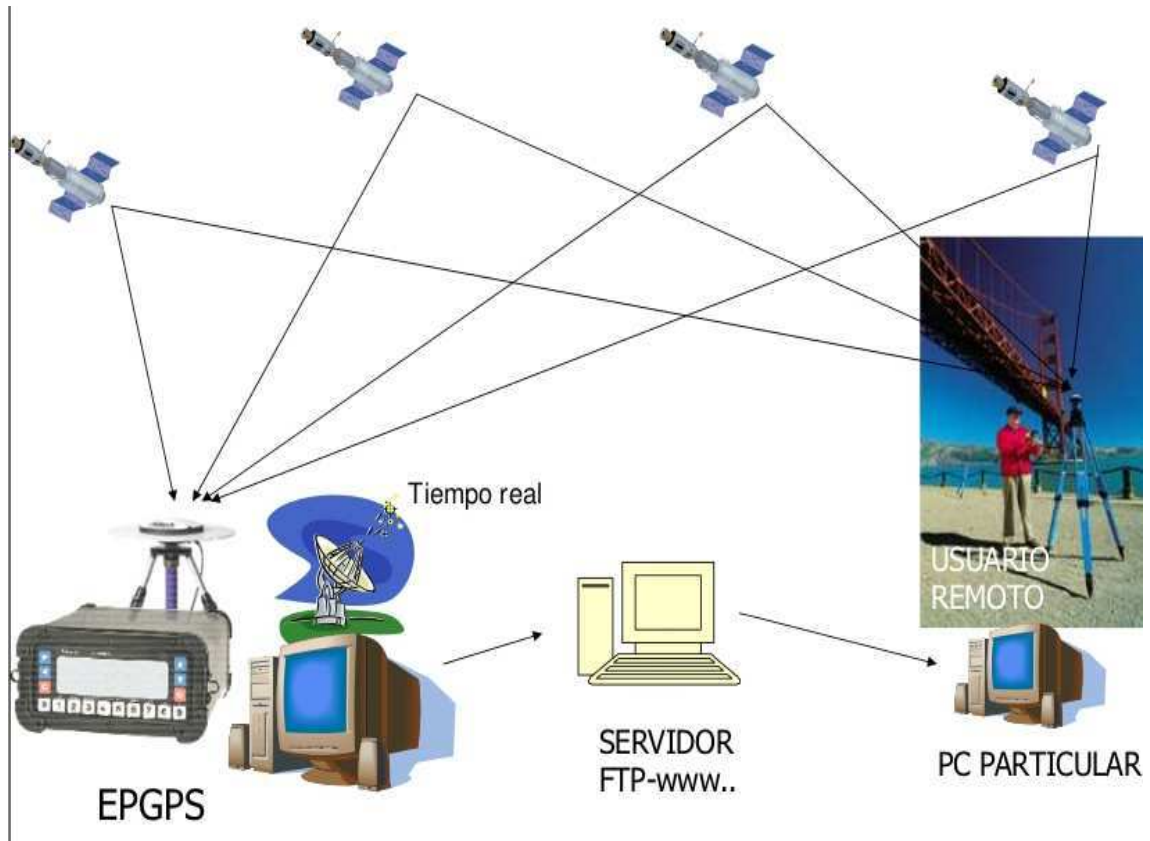 Tiempo real
USUARIO
REMOTO
SERVIDOR
FTP-www..
PC PARTICULAR
EPGPS